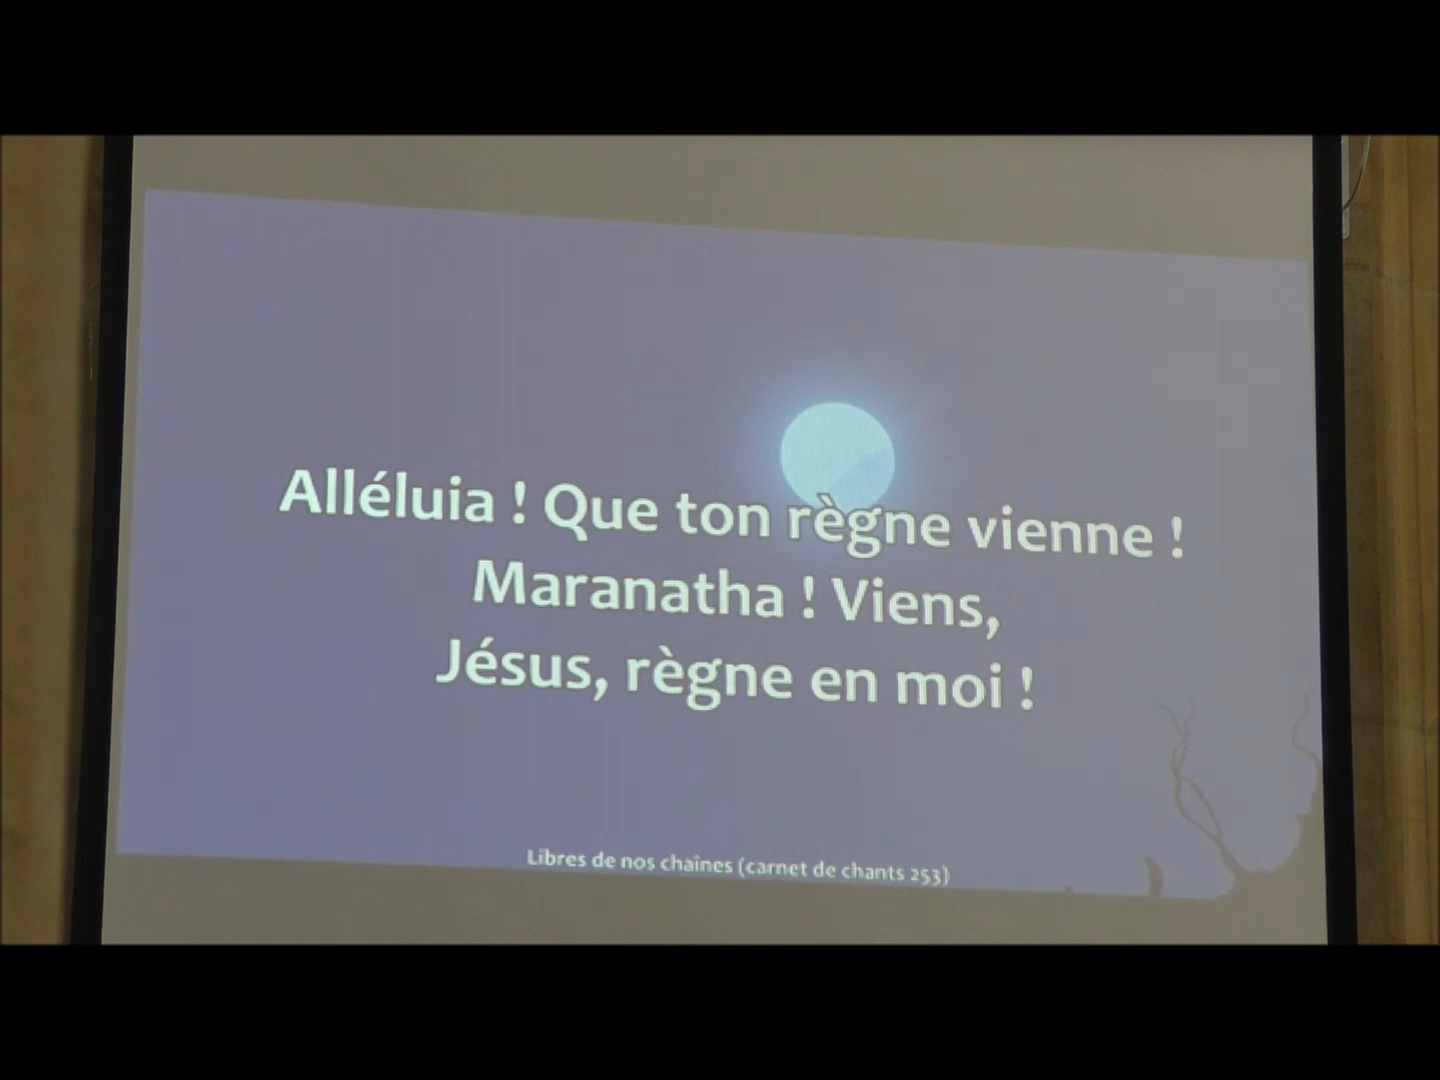 Alléluia ! Que ton règne vienne !
Maranatha ! Viens,
Jésus, règne en moi !
Libres de nos chaînes (carnet de chants 253)